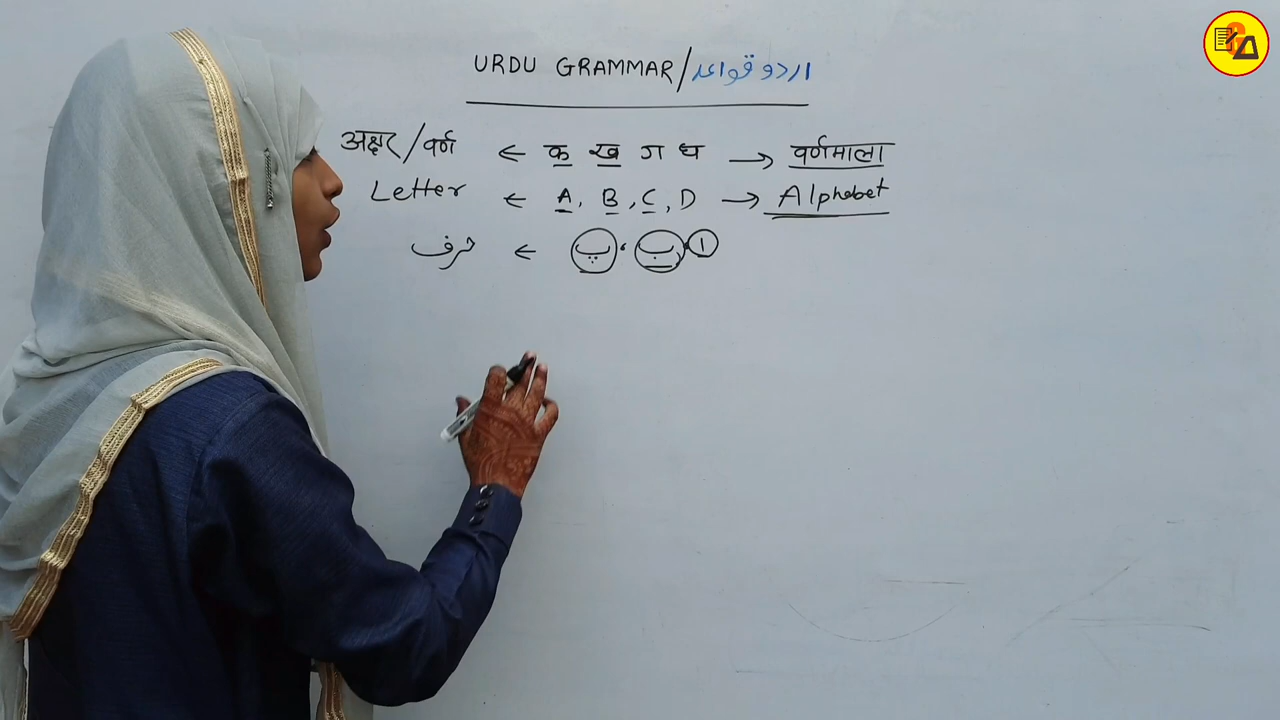 URDU GRAMMAR/اردو قواعد
अक्षर/वर्ण ← क ख ग घ → वर्णमाला
Letter ← A, B, C, D → Alphabet
حرف ← ا، ب، پ